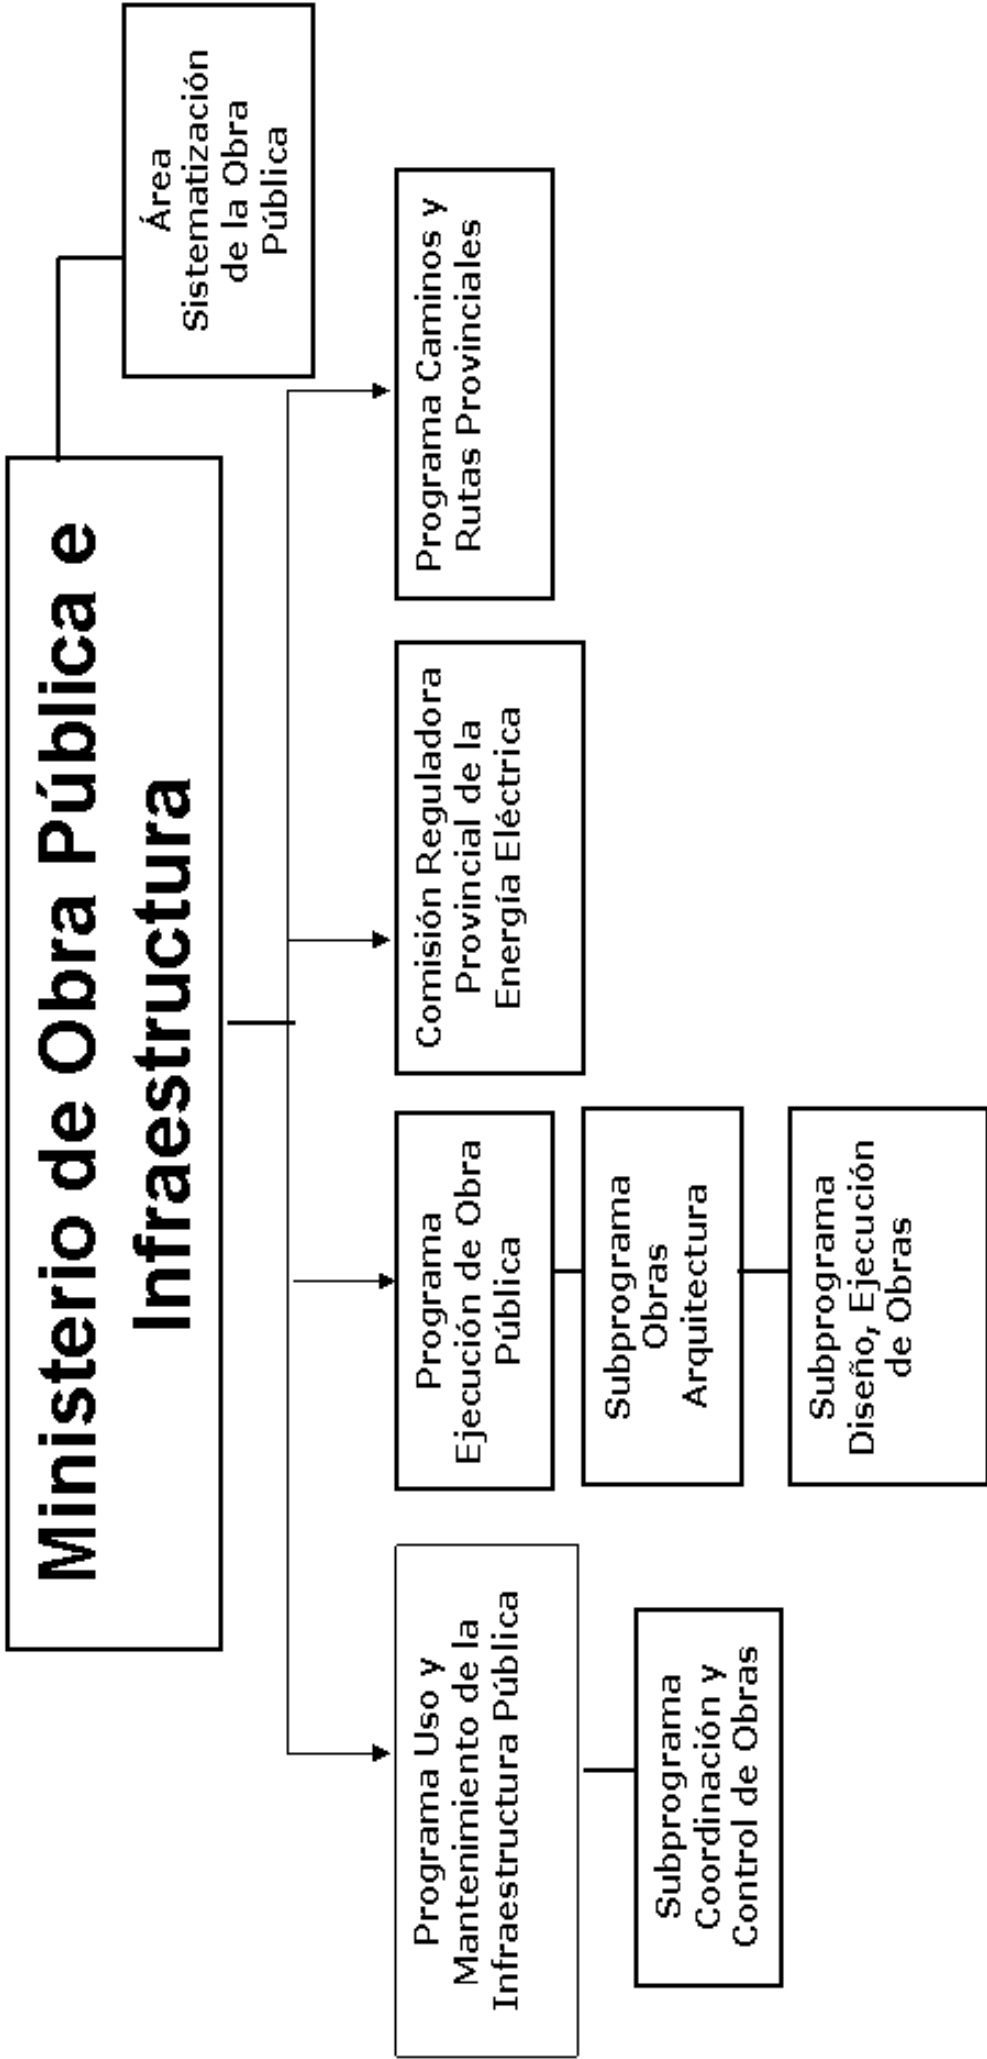 Ministerio de Obra Pública e
Infraestructura
Área
Sistematización
de la Obra
Pública
Programa Uso y
Mantenimiento de la
Infraestructura Pública
Subprograma
Coordinación y
Control de Obras
Programa
Ejecución de Obra
Pública
Subprograma
Obras
Arquitectura
Subprograma
Diseño, Ejecución
de Obras
Comisión Reguladora
Provincial de la
Energía Eléctrica
Programa Caminos y
Rutas Provinciales